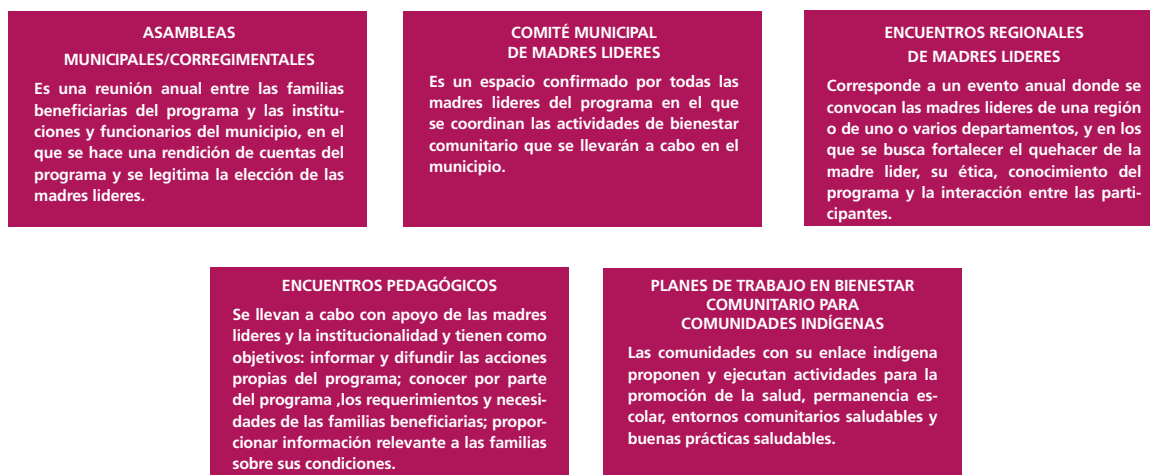 ASAMBLEAS
MUNICIPALES/CORREGIMENTALES
Es una reunión anual entre las familias
beneficiarias del programa y las institu-
ciones y funcionarios del municipio, en el
que se hace una rendición de cuentas del
programa y se legitima la elección de las
madres lideres.
COMITÉ MUNICIPAL
DE MADRES LIDERES
Es un espacio confirmado por todas las
madres lideres del programa en el que
se coordinan las actividades de bienestar
comunitario que se llevarán a cabo en el
municipio.
ENCUENTROS REGIONALES
DE MADRES LIDERES
Corresponde a un evento anual donde se
convocan las madres lideres de una región
o de uno o varios departamentos, y en los
que se busca fortalecer el quehacer de la
madre lider, su ética, conocimiento del
programa y la interacción entre las parti-
cipantes.
ENCUENTROS PEDAGÓGICOS
Se llevan a cabo con apoyo de las madres
lideres y la institucionalidad y tienen como
objetivos: informar y difundir las acciones
propias del programa; conocer por parte
del programa ,los requerimientos y necesi-
dades de las familias beneficiarias; propor-
cionar información relevante a las familias
sobre sus condiciones.
PLANES DE TRABAJO EN BIENESTAR
COMUNITARIO PARA
COMUNIDADES INDÍGENAS
Las comunidades con su enlace indígena
proponen y ejecutan actividades para la
promoción de la salud, permanencia es-
colar, entornos comunitarios saludables y
buenas prácticas saludables.